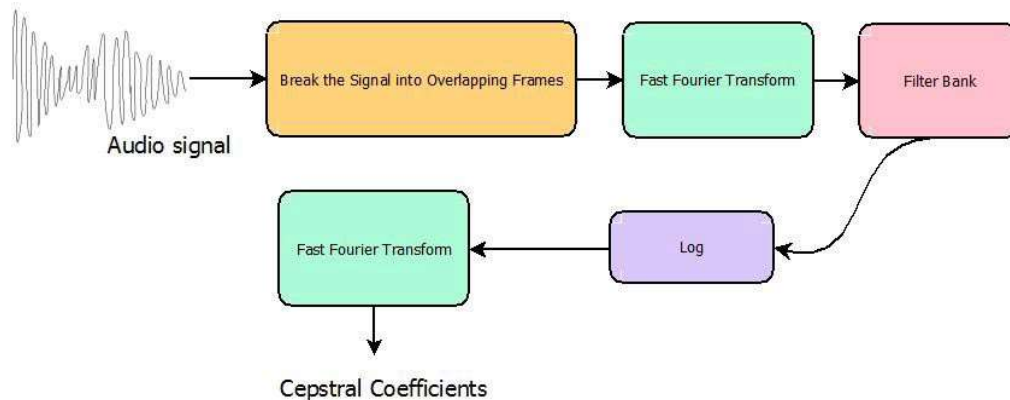 Audio signal
Break the Signal into Overlapping Frames
Fast Fourier Transform
Filter Bank
Log
Fast Fourier Transform
Cepstral Coefficients